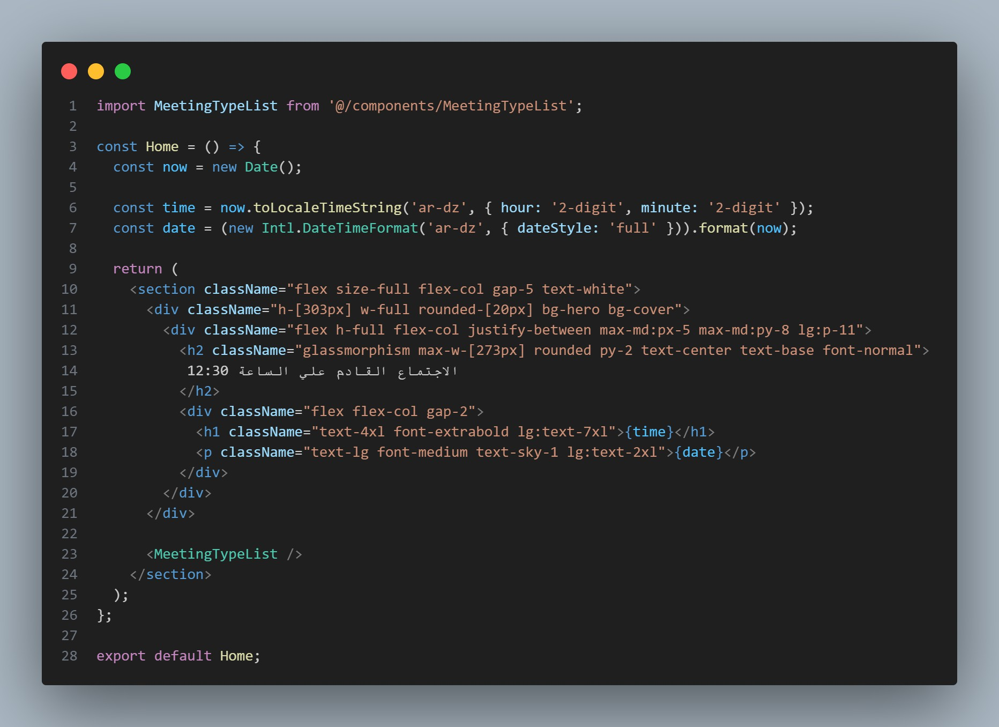 1 import MeetingTypeList from '@/components/MeetingTypeList';
2
3 const Home = () => {
4   const now = new Date();
5
6   const time = now.toLocaleTimeString('ar-dz', { hour: '2-digit', minute: '2-digit' });
7   const date = (new Intl.DateTimeFormat('ar-dz', { dateStyle: 'full' })).format(now);
8
9   return (
10     <section className="flex size-full flex-col gap-5 text-white">
11       <div className="h-[303px] w-full rounded-[20px] bg-hero bg-cover">
12         <div className="flex h-full flex-col justify-between max-md:px-5 max-md:py-8 lg:p-11">
13           <h2 className="glassmorphism max-w-[273px] rounded py-2 text-center text-base font-normal">
14            الاجتماع القادم علي الساعة 12:30
15           </h2>
16           <div className="flex flex-col gap-2">
17             <h1 className="text-4xl font-extrabold lg:text-7xl">{time}</h1>
18             <p className="text-lg font-medium text-sky-1 lg:text-2xl">{date}</p>
19           </div>
20         </div>
21       </div>
22
23       <MeetingTypeList />
24     </section>
25   );
26 };
27
28 export default Home;